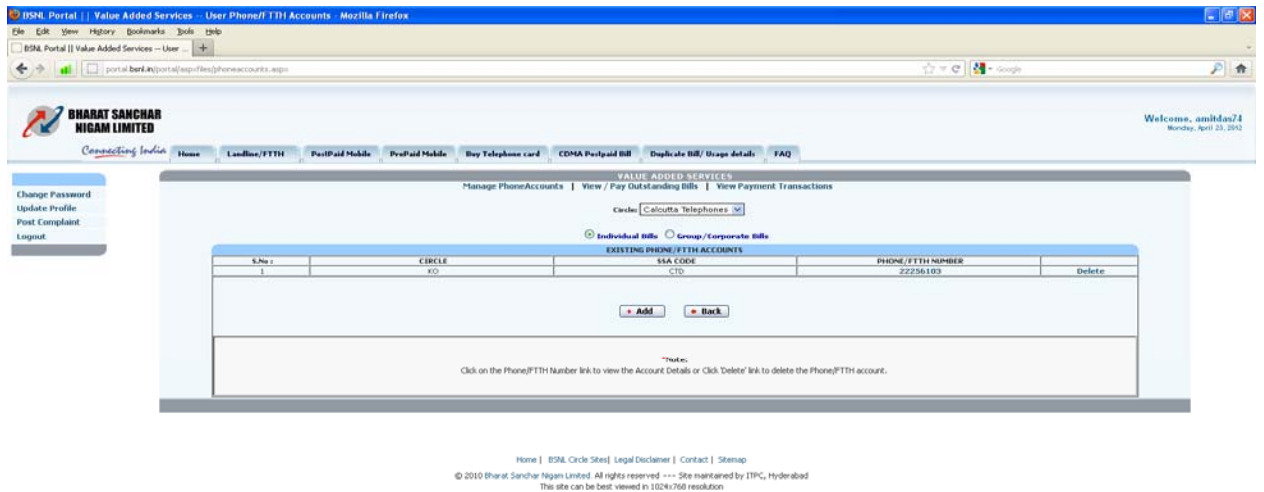 BSNL Portal || Value Added Services -- User Phone/FTTH Accounts - Mozilla Firefox
File Edit View History Bookmarks Tools Help
BSNL Portal || Value Added Services -- User ... +
portal.bsnl.in/portal/aspxfiles/phoneaccounts.aspx Google
BHARAT SANCHAR
NIGAM LIMITED
Connecting India
Welcome, amitdas74
Monday, April 23, 2012
Home Landline/FTTH PostPaid Mobile PrePaid Mobile Buy Telephone card CDMA Postpaid Bill Duplicate Bill/ Usage details FAQ
Change Password
Update Profile
Post Complaint
Logout
VALUE ADDED SERVICES
Manage PhoneAccounts | View / Pay Outstanding Bills | View Payment Transactions
Circle: Calcutta Telephones
Individual Bills Group/Corporate Bills
EXISTING PHONE/FTTH ACCOUNTS
S.No : CIRCLE SSA CODE PHONE/FTTH NUMBER
1 KO CTD 22256103 Delete
Add Back
*Note:
Click on the Phone/FTTH Number link to view the Account Details or Click 'Delete' link to delete the Phone/FTTH account.
Home | BSNL Circle Sites| Legal Disclaimer | Contact | Sitemap
© 2010 Bharat Sanchar Nigam Limited. All rights reserved --- Site maintained by ITPC, Hyderabad
This site can be best viewed in 1024x768 resolution